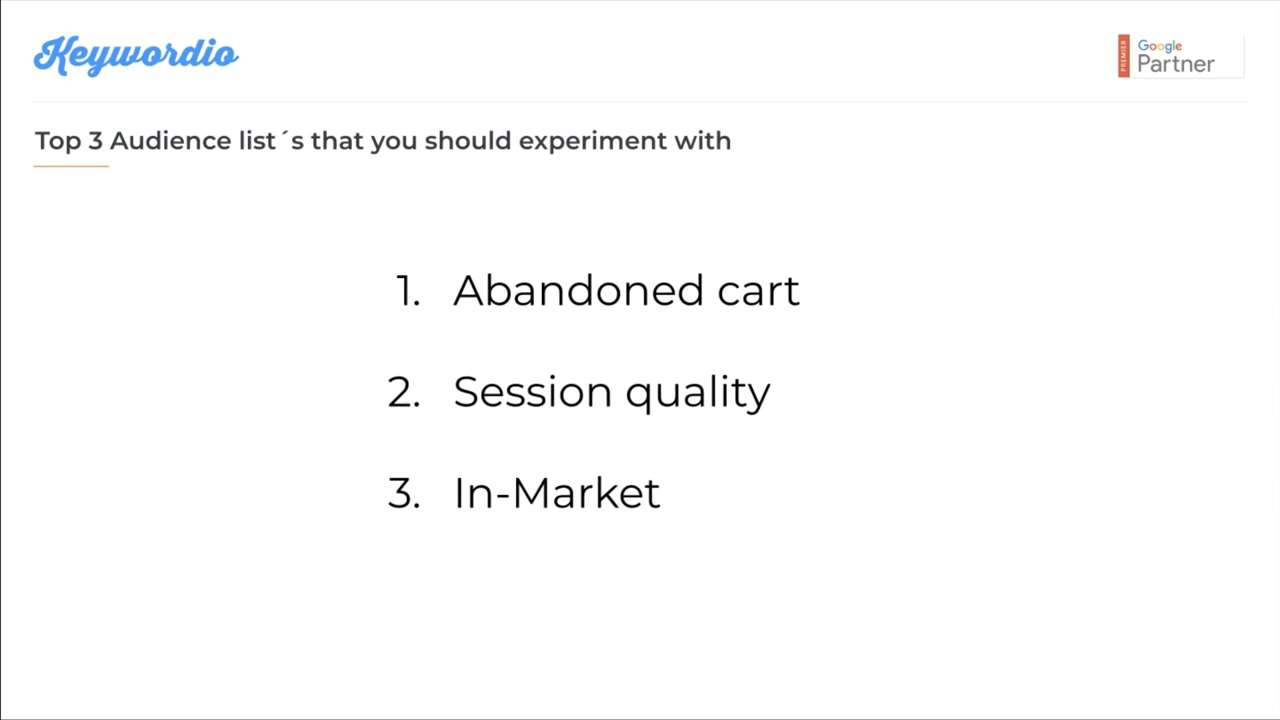 Keywordio
PREMIER
Google
Partner
Top 3 Audience list´s that you should experiment with
1. Abandoned cart
2. Session quality
3. In-Market